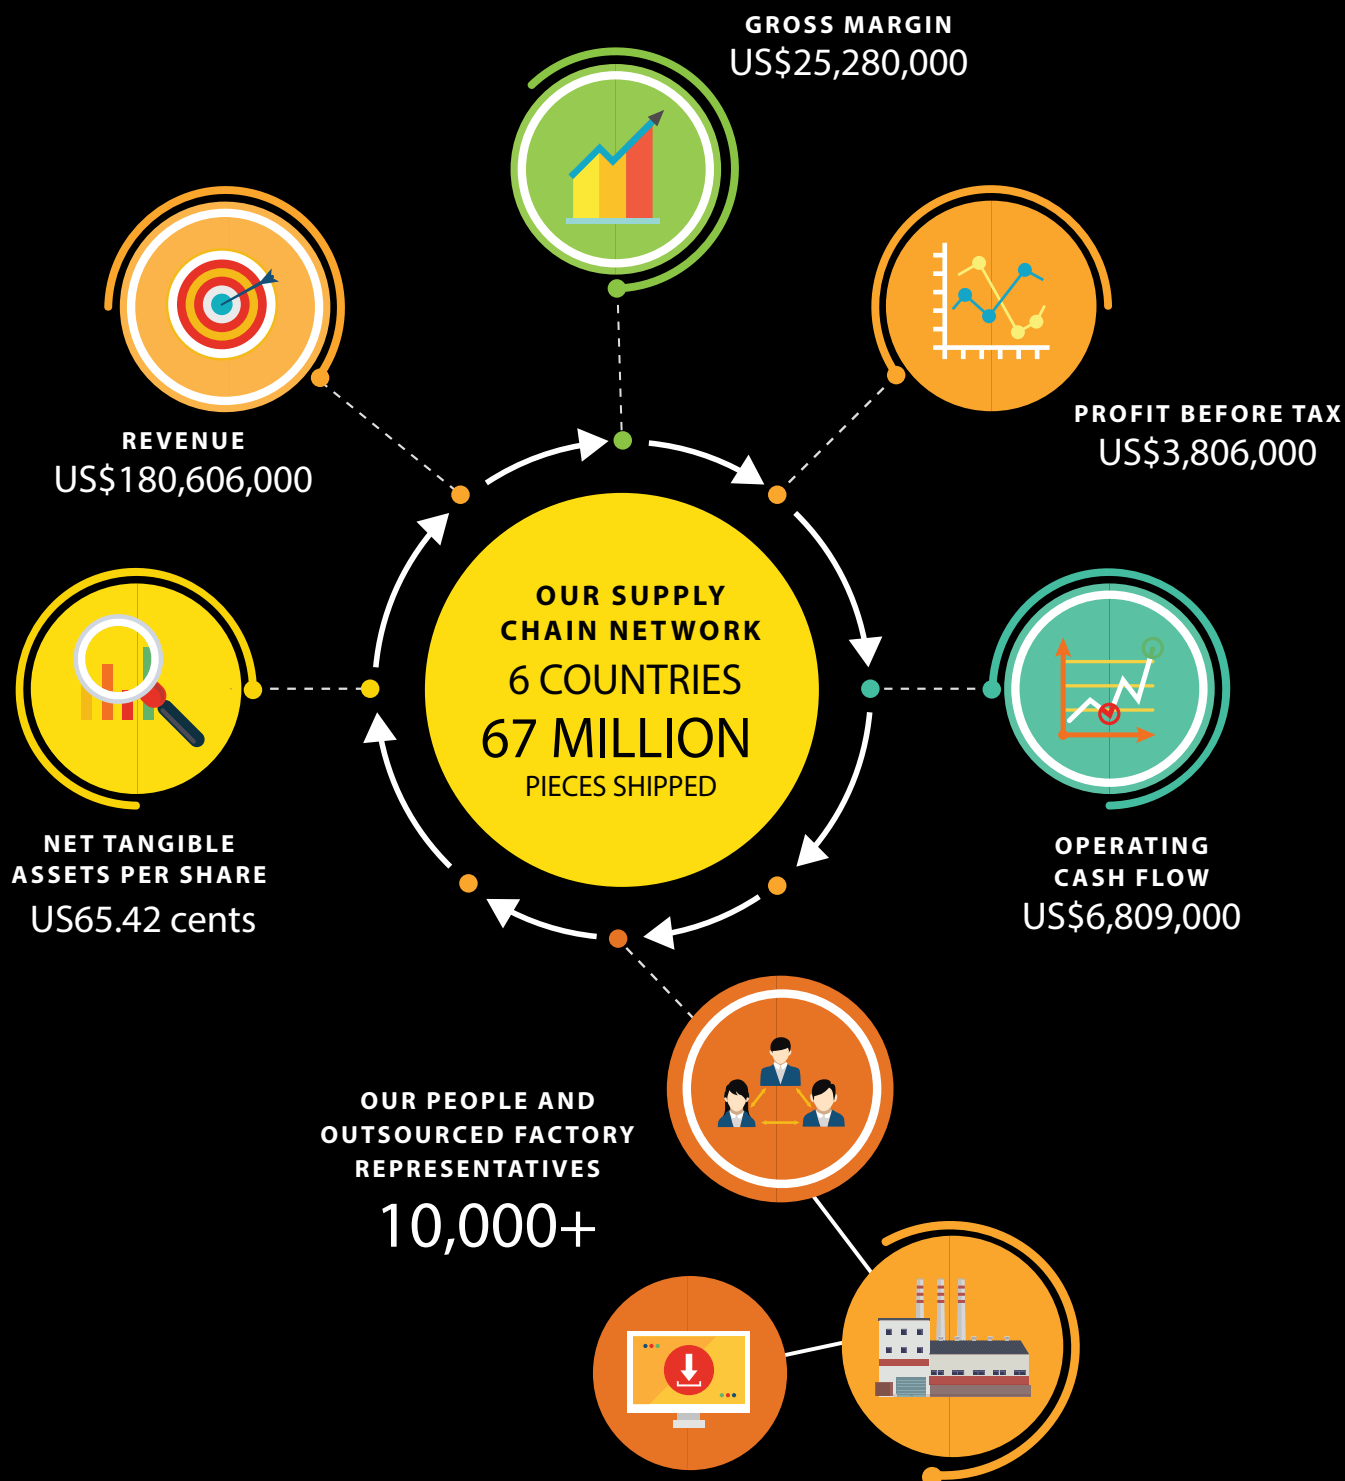 GROSS MARGIN
US$25,280,000
REVENUE
US$180,606,000
PROFIT BEFORE TAX
US$3,806,000
OUR SUPPLY
CHAIN NETWORK
6 COUNTRIES
67 MILLION
PIECES SHIPPED
NET TANGIBLE
ASSETS PER SHARE
US65.42 cents
OPERATING
CASH FLOW
US$6,809,000
OUR PEOPLE AND
OUTSOURCED FACTORY
REPRESENTATIVES
10,000+